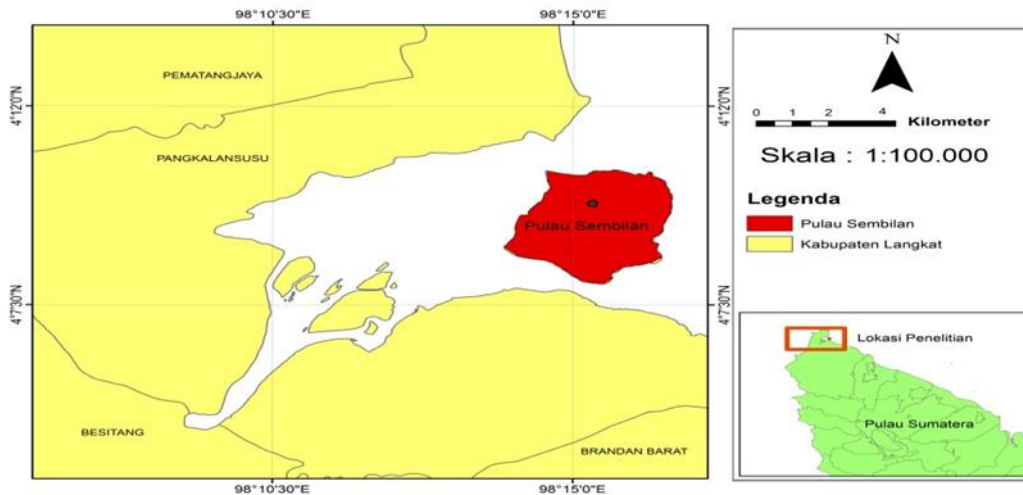 98°10'30"E
98°15'0"E
PEMATANGJAYA
4°12'0"N
4°12'0"N
PANGKALANSUSU
Pulau Sembilan
4°7'30"N
4°7'30"N
BESITANG
BRANDAN BARAT
98°10'30"E
98°15'0"E
N
0 1 2 4
Kilometer
Skala : 1:100.000
Legenda
Pulau Sembilan
Kabupaten Langkat
Lokasi Penelitian
Pulau Sumatera